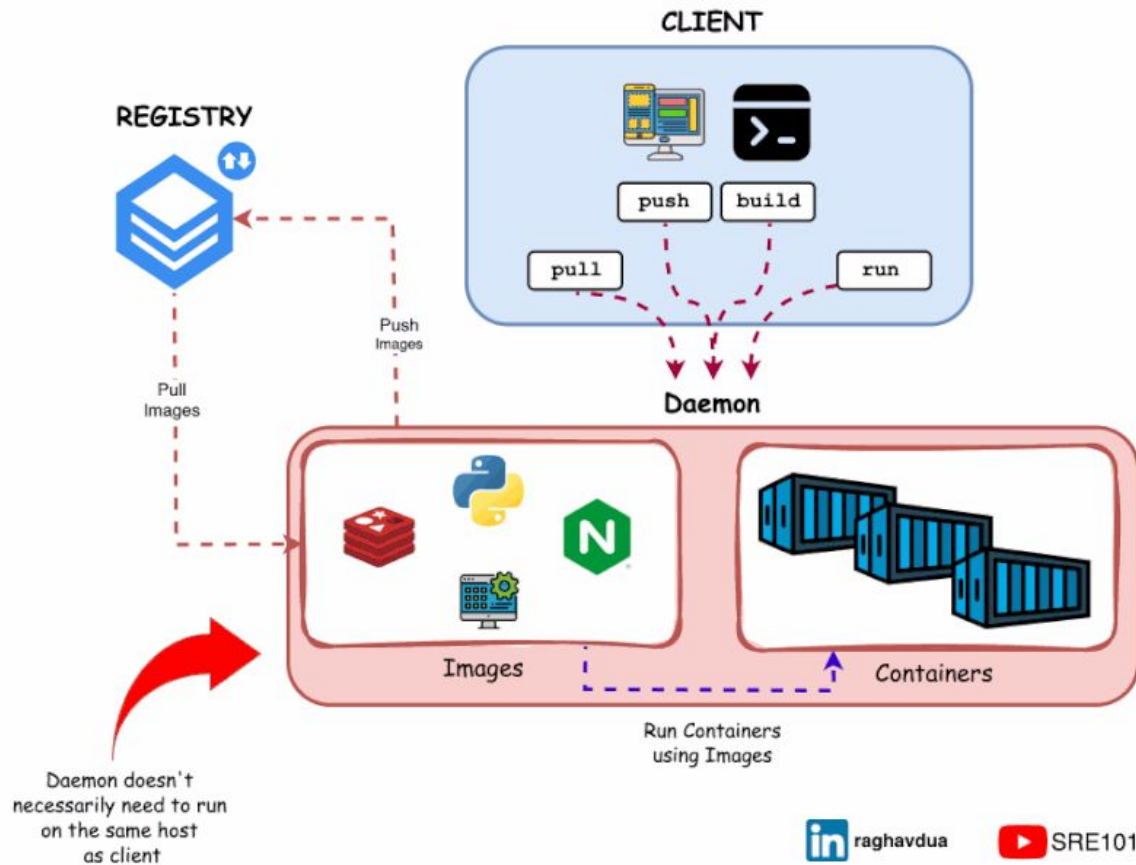 CLIENT
REGISTRY
push
build
pull
run
Push
Images
Pull
Images
Daemon
N
Images
Containers
Run Containers
using Images
Daemon doesn't
necessarily need to run
on the same host
as client
in
raghavdua
SRE101